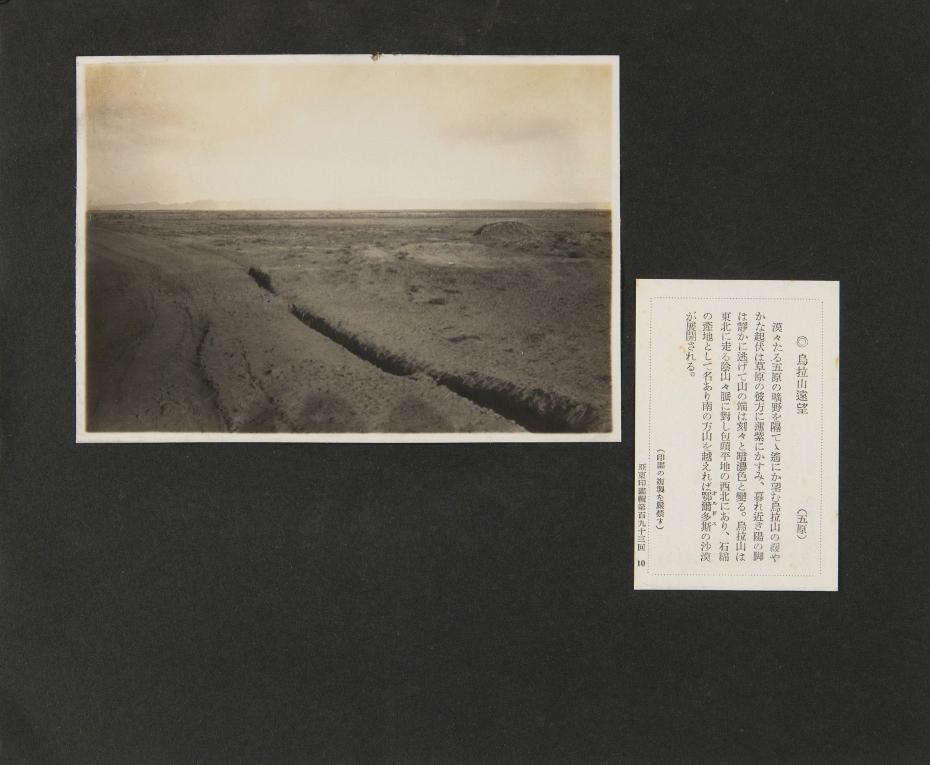 ◎ 烏拉山遠望 （五原）
漠々たる五原の曠野を隔てゝ遙にか望む烏拉山の緩や
かな起伏は草原の彼方に薄紫にかすみ、暮れ近き陽の脚
は靜かに逃げて山の端は刻々と暗濃色と變る。烏拉山は
東北に走る陰山々脈に對し包頭平地の西北にあり、石綿
の產地として名あり南の方山を越えれば鄂爾多斯の沙漠
が展開される。
（印畫の複製を嚴禁す）
亞東印畫輯第百九十三回 10